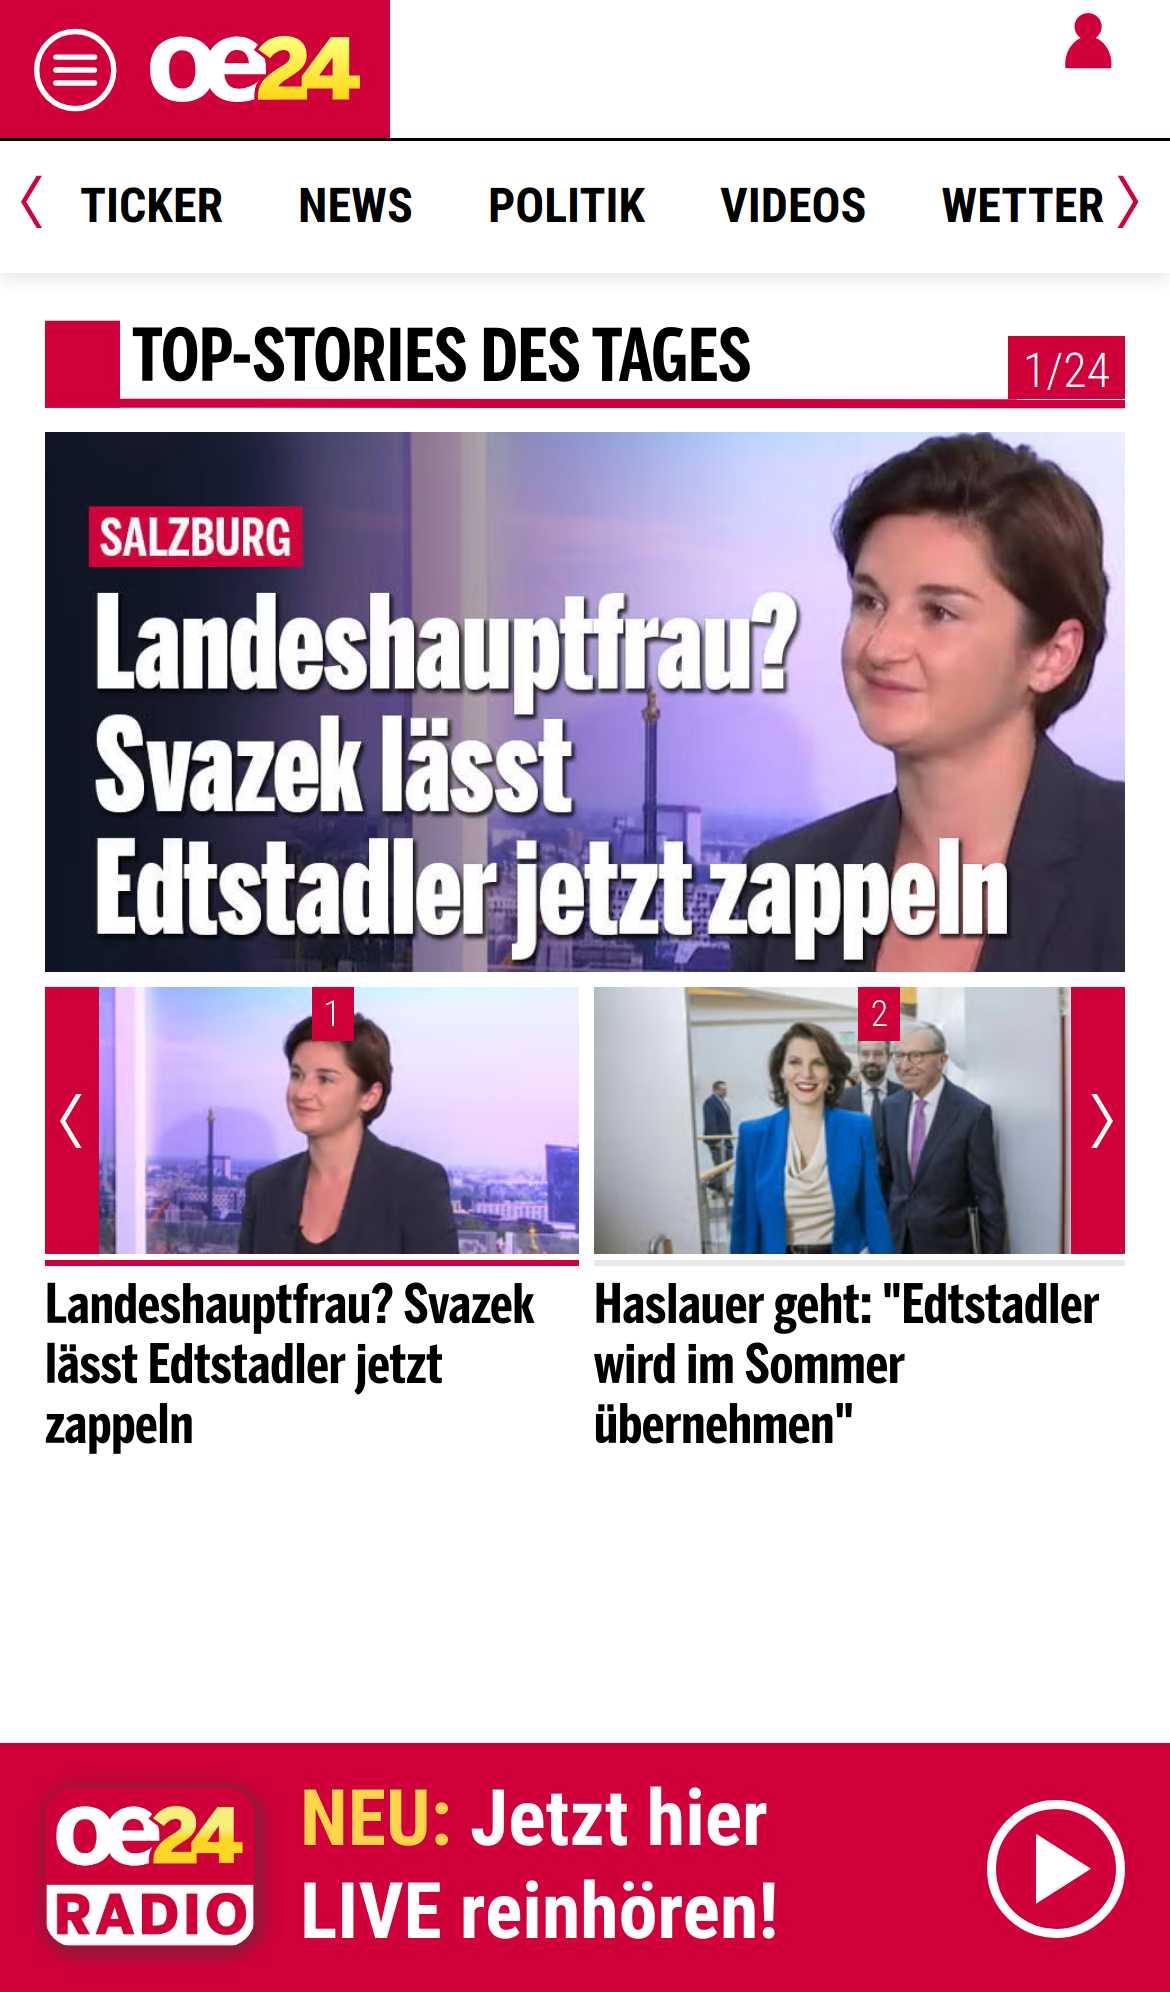 oe24
TICKER NEWS POLITIK VIDEOS WETTER
TOP-STORIES DES TAGES
1/24
SALZBURG
Landeshauptfrau?
Svazek lässt
Edtstadler jetzt zappeln
1
2
Landeshauptfrau? Svazek
lässt Edtstadler jetzt
zappeln
Haslauer geht: "Edtstadler
wird im Sommer
übernehmen"
oe24
RADIO
NEU: Jetzt hier
LIVE reinhören!